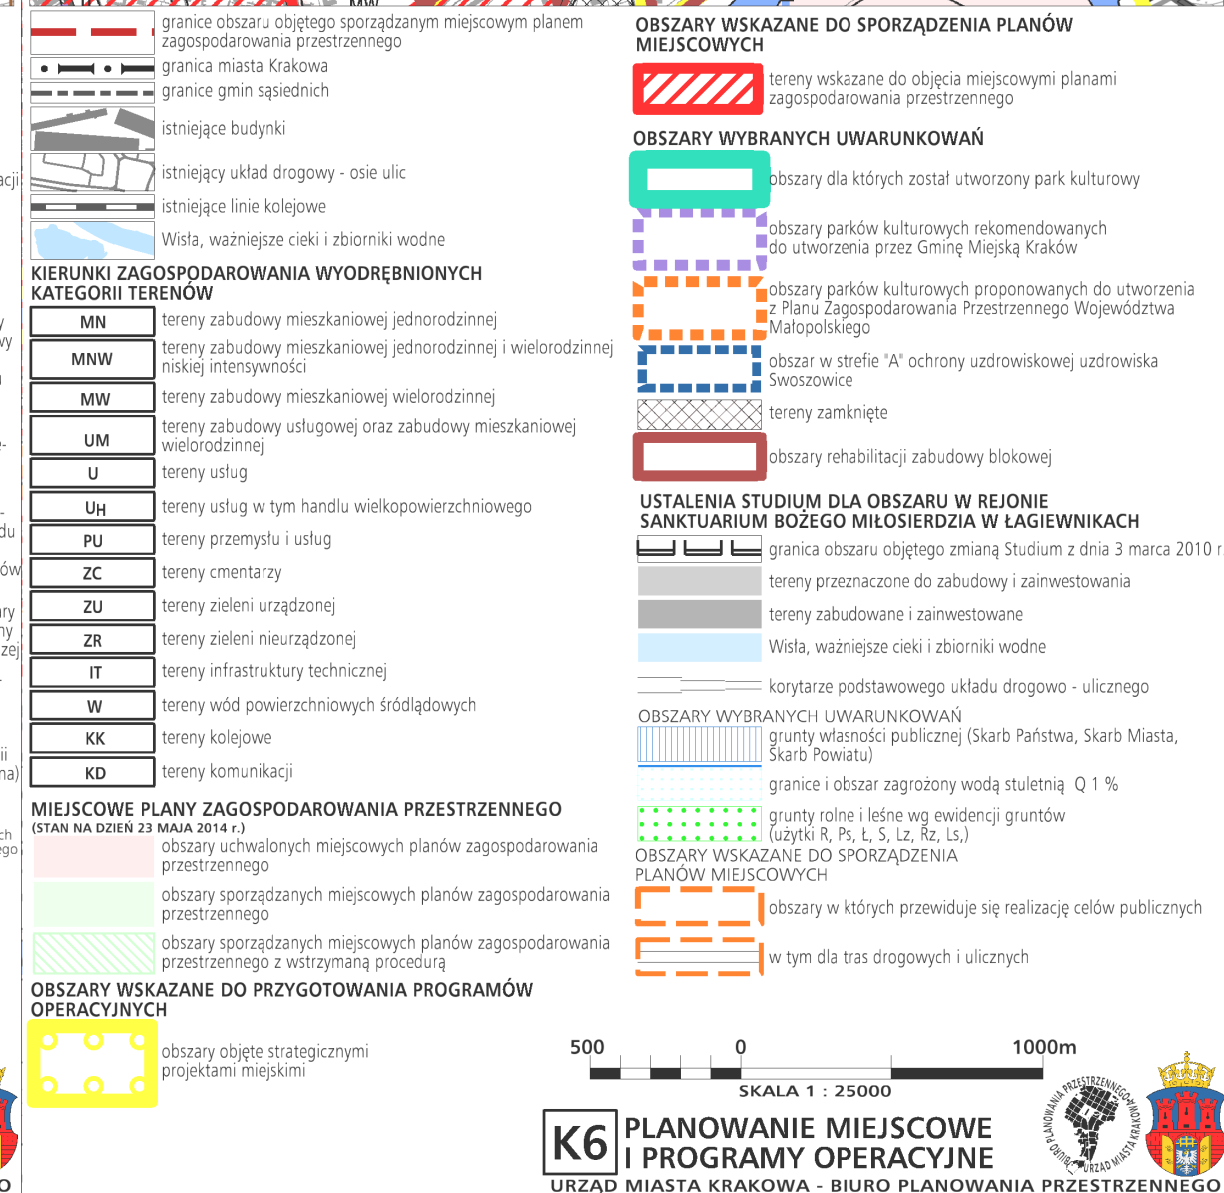 MW
granice obszaru objętego sporządzanym miejscowym planem
zagospodarowania przestrzennego
granica miasta Krakowa
granice gmin sąsiednich
istniejące budynki
istniejący układ drogowy - osie ulic
istniejące linie kolejowe
Wisła, ważniejsze cieki i zbiorniki wodne
KIERUNKI ZAGOSPODAROWANIA WYODRĘBNIONYCH
KATEGORII TERENÓW
MN tereny zabudowy mieszkaniowej jednorodzinnej
MNW tereny zabudowy mieszkaniowej jednorodzinnej i wielorodzinnej
niskiej intensywności
MW tereny zabudowy mieszkaniowej wielorodzinnej
UM tereny zabudowy usługowej oraz zabudowy mieszkaniowej
wielorodzinnej
U tereny usług
UH tereny usług w tym handlu wielkopowierzchniowego
PU tereny przemysłu i usług
ZC tereny cmentarzy
ZU tereny zieleni urządzonej
ZR tereny zieleni nieurządzonej
IT tereny infrastruktury technicznej
W tereny wód powierzchniowych śródlądowych
KK tereny kolejowe
KD tereny komunikacji
MIEJSCOWE PLANY ZAGOSPODAROWANIA PRZESTRZENNEGO
(STAN NA DZIEŃ 23 MAJA 2014 r.)
obszary uchwalonych miejscowych planów zagospodarowania
przestrzennego
obszary sporządzanych miejscowych planów zagospodarowania
przestrzennego
obszary sporządzanych miejscowych planów zagospodarowania
przestrzennego z wstrzymaną procedurą
OBSZARY WSKAZANE DO PRZYGOTOWANIA PROGRAMÓW
OPERACYJNYCH
obszary objęte strategicznymi
projektami miejskimi
OBSZARY WSKAZANE DO SPORZĄDZENIA PLANÓW
MIEJSCOWYCH
tereny wskazane do objęcia miejscowymi planami
zagospodarowania przestrzennego
OBSZARY WYBRANYCH UWARUNKOWAŃ
obszary dla których został utworzony park kulturowy
obszary parków kulturowych rekomendowanych
do utworzenia przez Gminę Miejską Kraków
obszary parków kulturowych proponowanych do utworzenia
z Planu Zagospodarowania Przestrzennego Województwa
Małopolskiego
obszar w strefie "A" ochrony uzdrowiskowej uzdrowiska
Swoszowice
tereny zamknięte
obszary rehabilitacji zabudowy blokowej
USTALENIA STUDIUM DLA OBSZARU W REJONIE
SANKTUARIUM BOŻEGO MIŁOSIERDZIA W ŁAGIEWNIKACH
granica obszaru objętego zmianą Studium z dnia 3 marca 2010 r.
tereny przeznaczone do zabudowy i zainwestowania
tereny zabudowane i zainwestowane
Wisła, ważniejsze cieki i zbiorniki wodne
korytarze podstawowego układu drogowo - ulicznego
OBSZARY WYBRANYCH UWARUNKOWAŃ
grunty własności publicznej (Skarb Państwa, Skarb Miasta,
Skarb Powiatu)
granice i obszar zagrożony wodą stuletnią Q 1 %
grunty rolne i leśne wg ewidencji gruntów
(użytki R, Ps, Ł, S, Lz, Rz, Ls,)
OBSZARY WSKAZANE DO SPORZĄDZENIA
PLANÓW MIEJSCOWYCH
obszary w których przewiduje się realizację celów publicznych
w tym dla tras drogowych i ulicznych
500 0 1000m
SKALA 1 : 25000
K6 PLANOWANIE MIEJSCOWE
I PROGRAMY OPERACYJNE
BIURO PLANOWANIA PRZESTRZENNEGO
URZĄD MIASTA KRAKOWA
URZĄD MIASTA KRAKOWA - BIURO PLANOWANIA PRZESTRZENNEGO